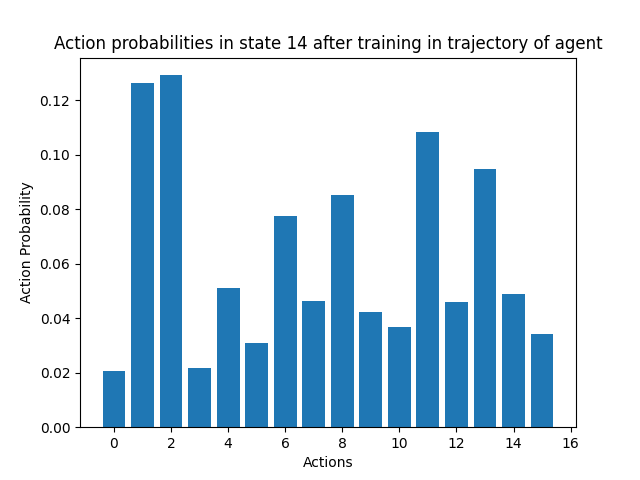 Action probabilities in state 14 after training in trajectory of agent
0.12
0.10
0.08
0.06
0.04
0.02
0.00
Action Probability
0 2 4 6 8 10 12 14 16
Actions